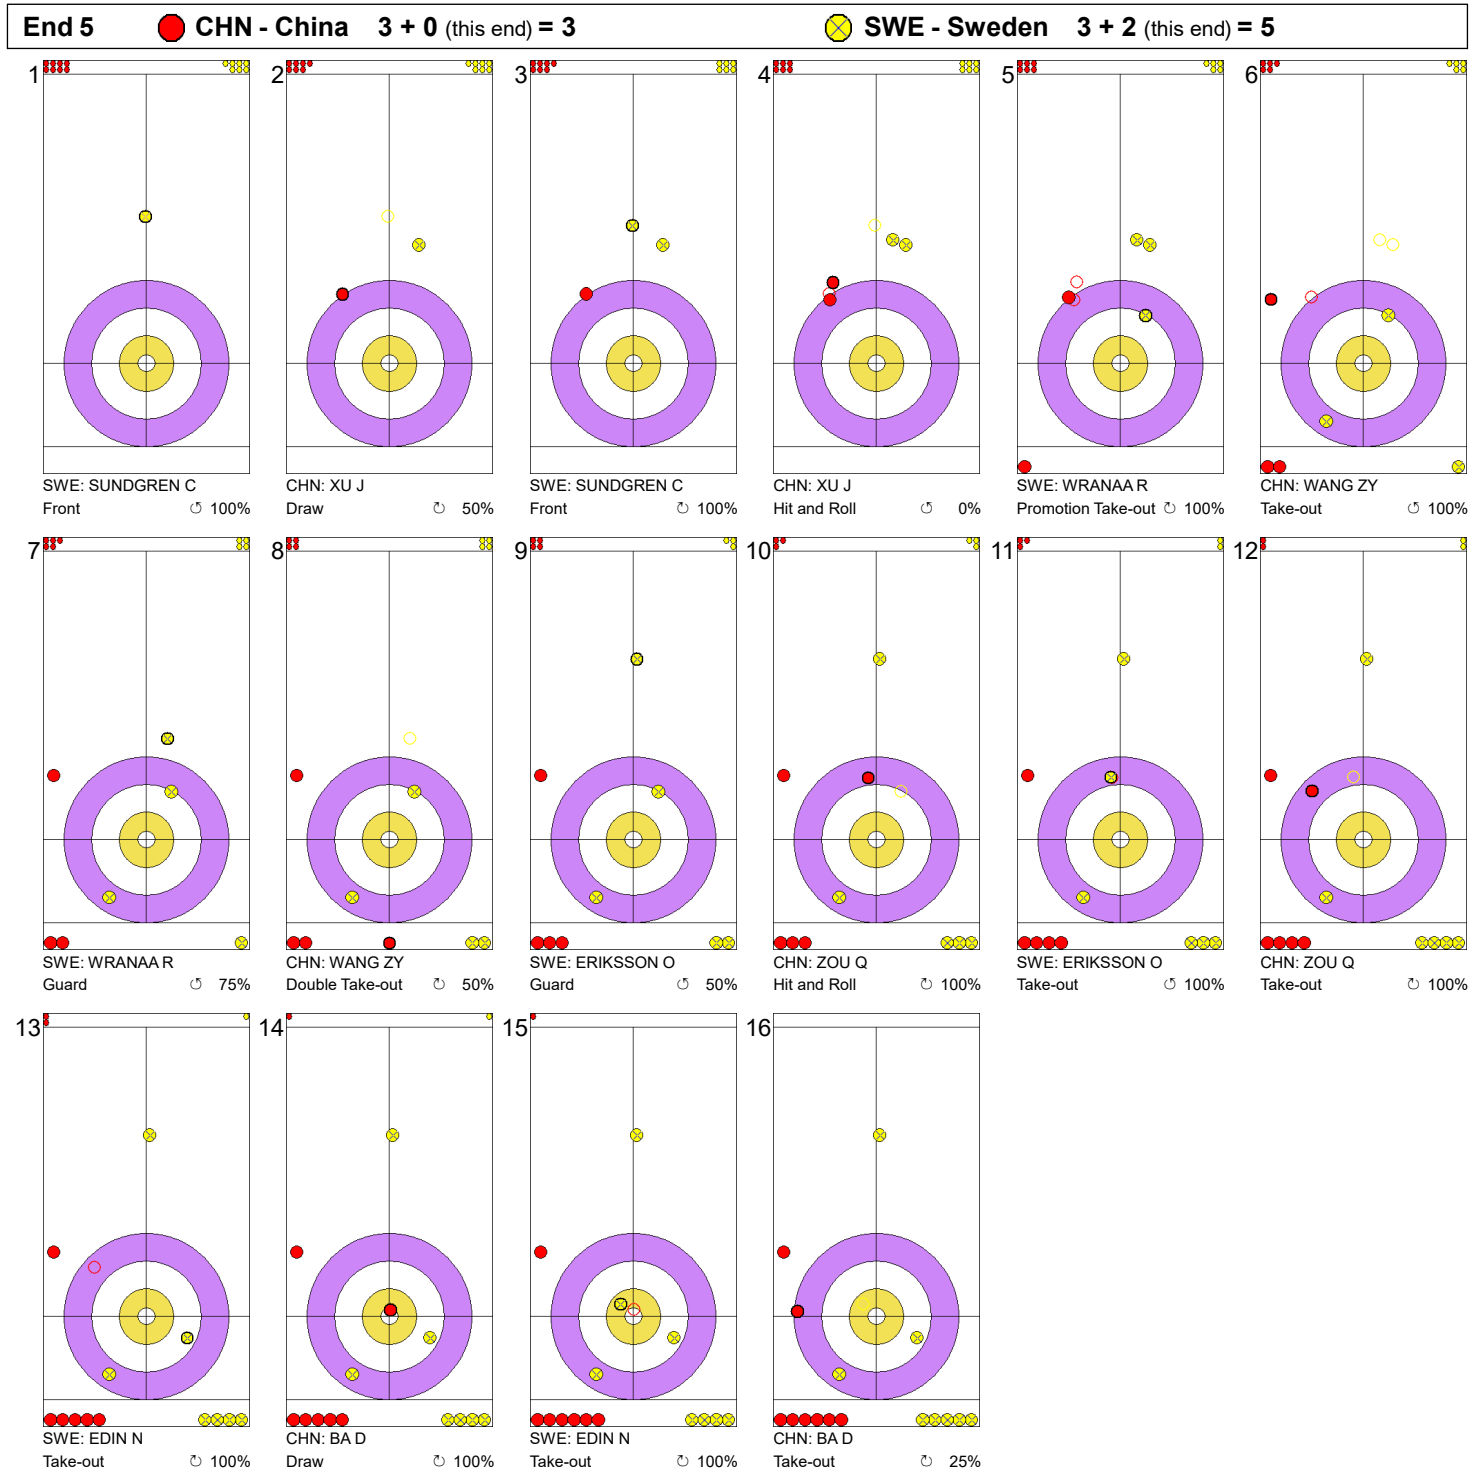 End 5 CHN - China 3 + 0 (this end) = 3 SWE - Sweden 3 + 2 (this end) = 5
1 2 3 4 5 6
SWE: SUNDGREN C CHN: XU J SWE: SUNDGREN C CHN: XU J SWE: WRANAA R CHN: WANG ZY
Front ↺ 100% Draw ↻ 50% Front ↺ 100% Hit and Roll ↺ 0% Promotion Take-out ↻ 100% Take-out ↺ 100%
7 8 9 10 11 12
SWE: WRANAA R CHN: WANG ZY SWE: ERIKSSON O CHN: ZOU Q SWE: ERIKSSON O CHN: ZOU Q
Guard ↺ 75% Double Take-out ↻ 50% Guard ↺ 50% Hit and Roll ↻ 100% Take-out ↺ 100% Take-out ↺ 100%
13 14 15 16
SWE: EDIN N CHN: BA D SWE: EDIN N CHN: BA D
Take-out ↻ 100% Draw ↻ 100% Take-out ↻ 100% Take-out ↻ 25%